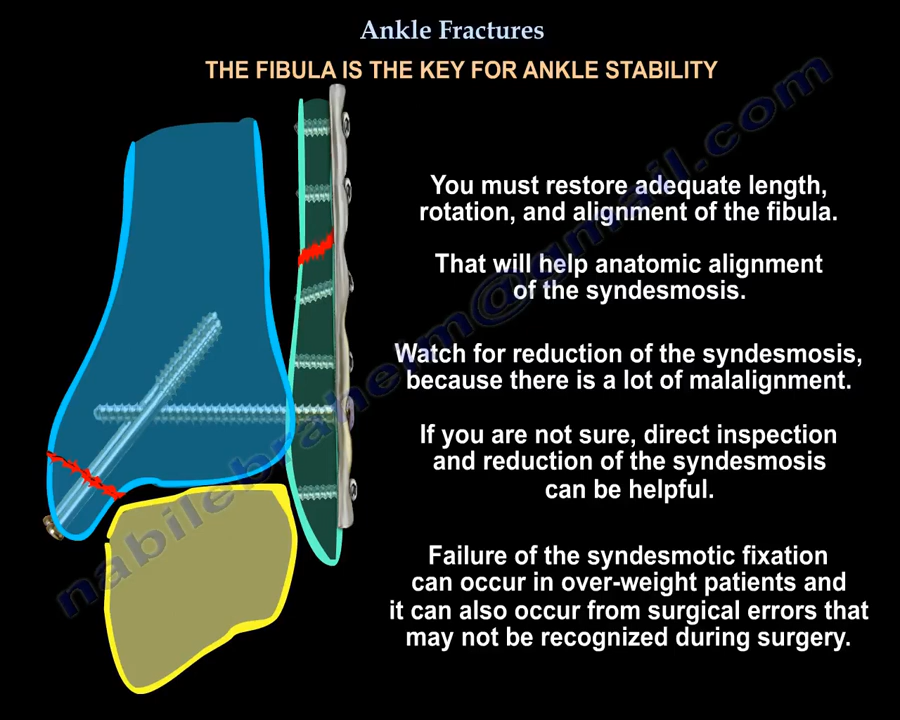 Ankle Fractures
THE FIBULA IS THE KEY FOR ANKLE STABILITY
You must restore adequate length,
rotation, and alignment of the fibula.
That will help anatomic alignment
of the syndesmosis.
Watch for reduction of the syndesmosis,
because there is a lot of malalignment.
If you are not sure, direct inspection
and reduction of the syndesmosis
can be helpful.
Failure of the syndesmotic fixation
can occur in over-weight patients and
it can also occur from surgical errors that
may not be recognized during surgery.
nabilebraheim@gmail.com